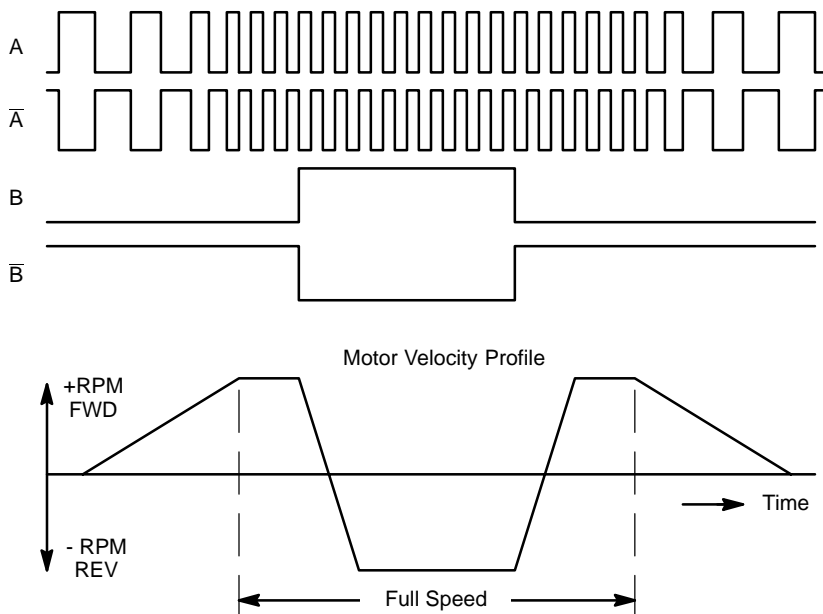 A
A̅
B
B̅
Motor Velocity Profile
+RPM
FWD
Time
- RPM
REV
Full Speed